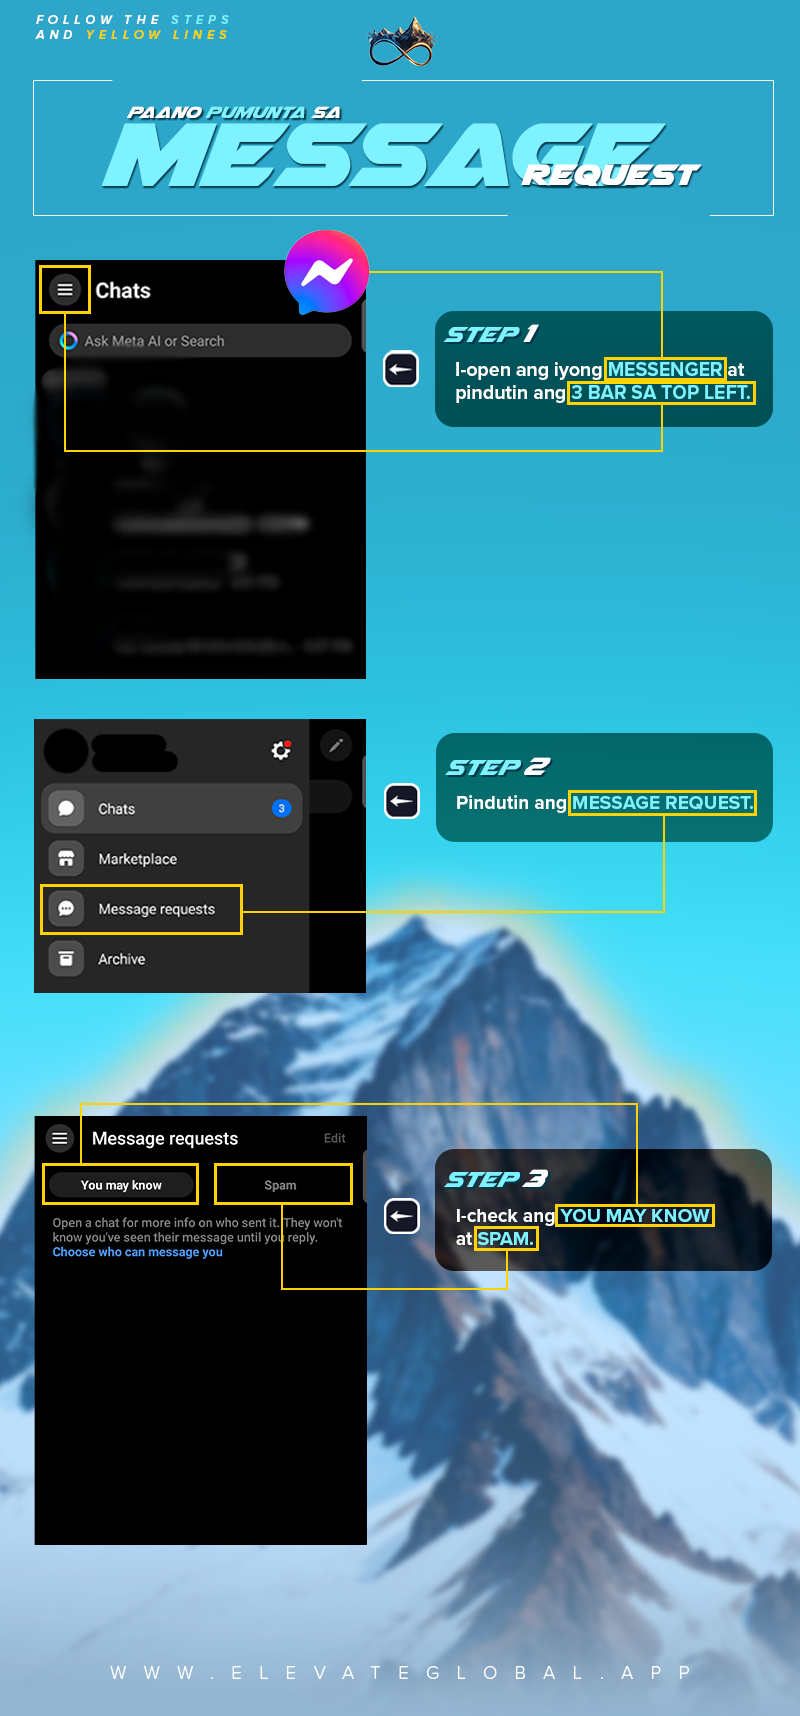 FOLLOW THE STEPS
AND YELLOW LINES
PAANO PUMUNTA SA
MESSAGE
REQUEST
Chats
Ask Meta AI or Search
STEP 1
I-open ang iyong MESSENGER at
pindutin ang 3 BAR SA TOP LEFT.
Chats
3
Marketplace
Message requests
Archive
STEP 2
Pindutin ang MESSAGE REQUEST.
Message requests
Edit
You may know
Spam
Open a chat for more info on who sent it. They won't
know you've seen their message until you reply.
Choose who can message you
STEP 3
I-check ang YOU MAY KNOW
at SPAM.
WWW.ELEVATEGLOBAL.APP